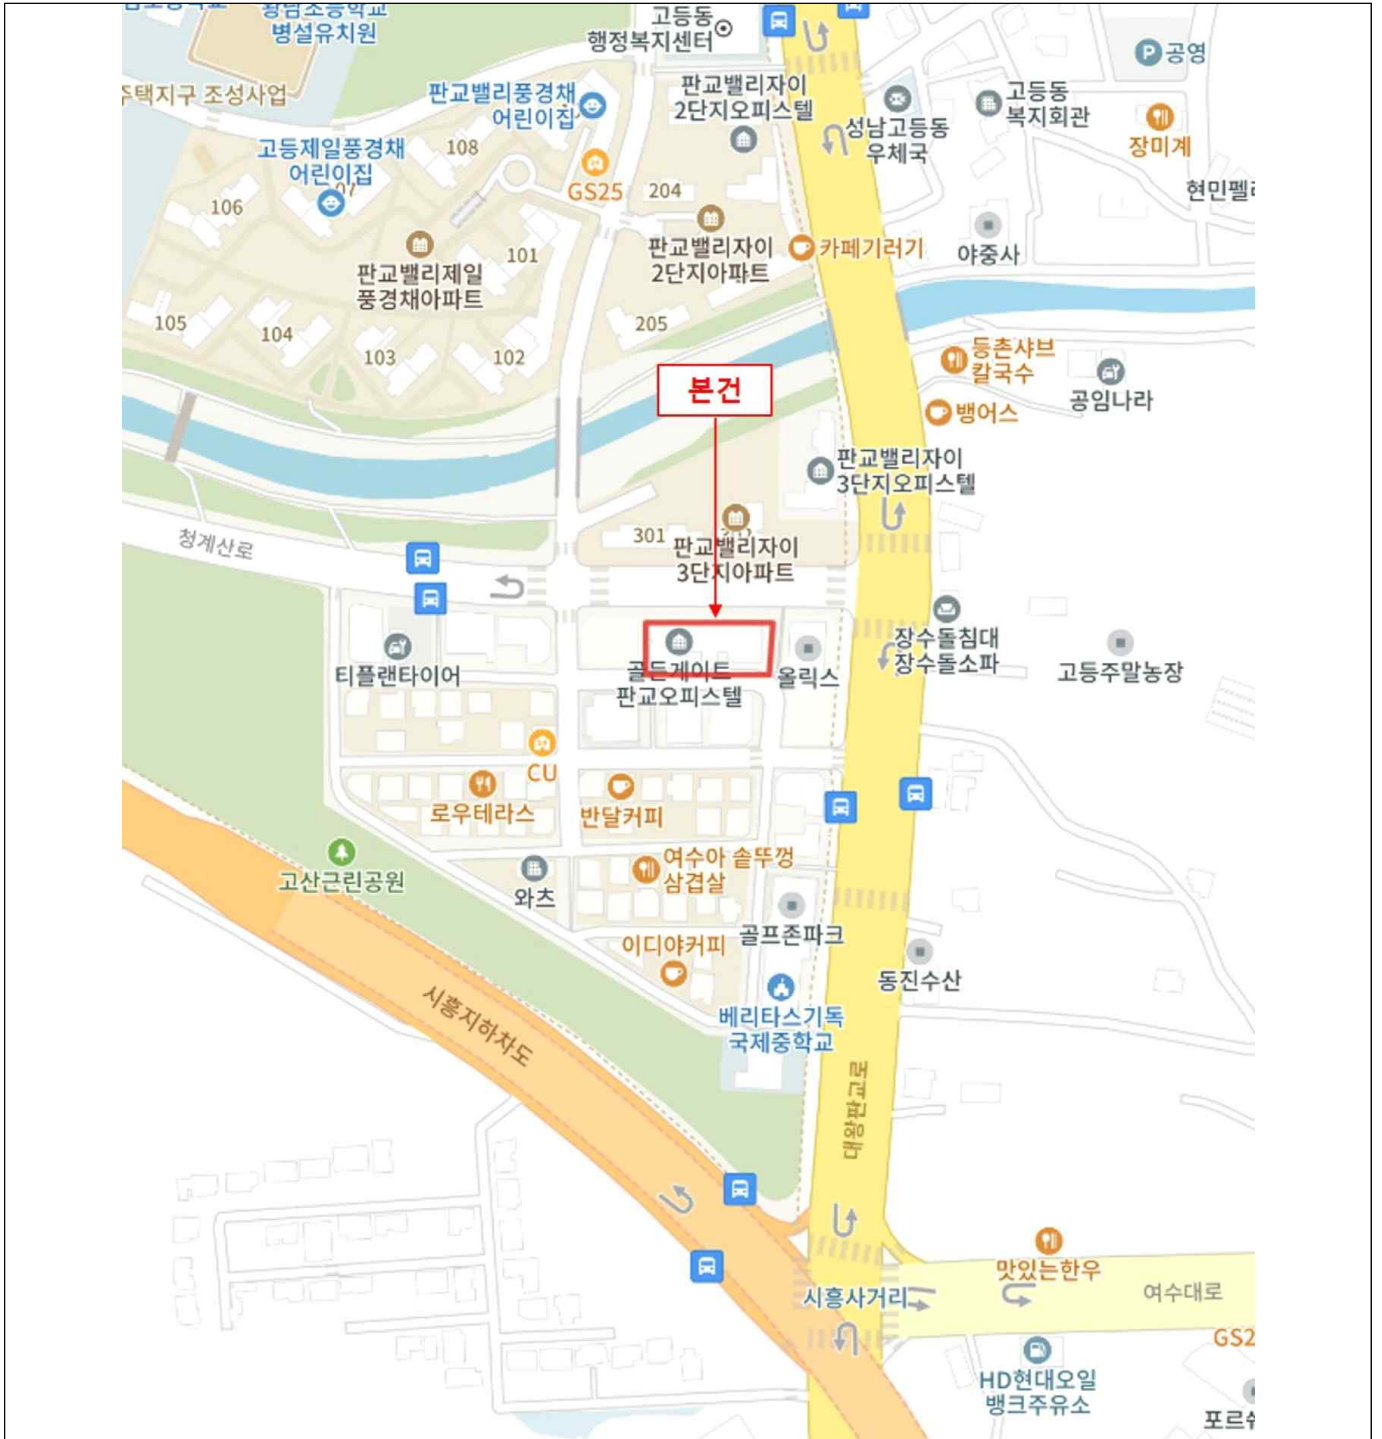 왕남초등학교
병설유치원
고등동
행정복지센터
공영
주택지구 조성사업
판교밸리풍경채
어린이집
판교밸리자이
2단지오피스텔
고등동
복지회관
성남고등동
우체국
장미계
고등제일풍경채
어린이집
108
107
106
GS25
204
현민펠
판교밸리자이
2단지아파트
카페기러기
야중사
101
판교밸리제일
풍경채아파트
105
104
103
102
205
등촌샤브
칼국수
공임나라
본건
뱅어스
판교밸리자이
3단지오피스텔
301
판교밸리자이
3단지아파트
청계산로
장수돌침대
장수돌소파
고등주말농장
티플랜타이어
골든게이트
판교오피스텔
올릭스
CU
로우테라스
반달커피
여수아 솥뚜껑
삼겹살
고산근린공원
와츠
골프존파크
이디야커피
동진수산
베리타스기독
국제중학교
시흥지하차도
대왕판교로
맛있는한우
시흥사거리
여수대로
GS2
HD현대오일
뱅크주유소
포르쉐